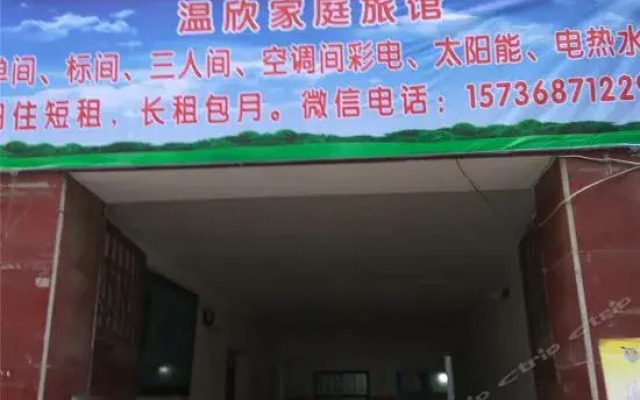 温欣家庭旅馆
单间、标间、三人间、空调间彩电、太阳能、电热水
住短租，长租包月。微信电话：15736871229
ctrip ctrip